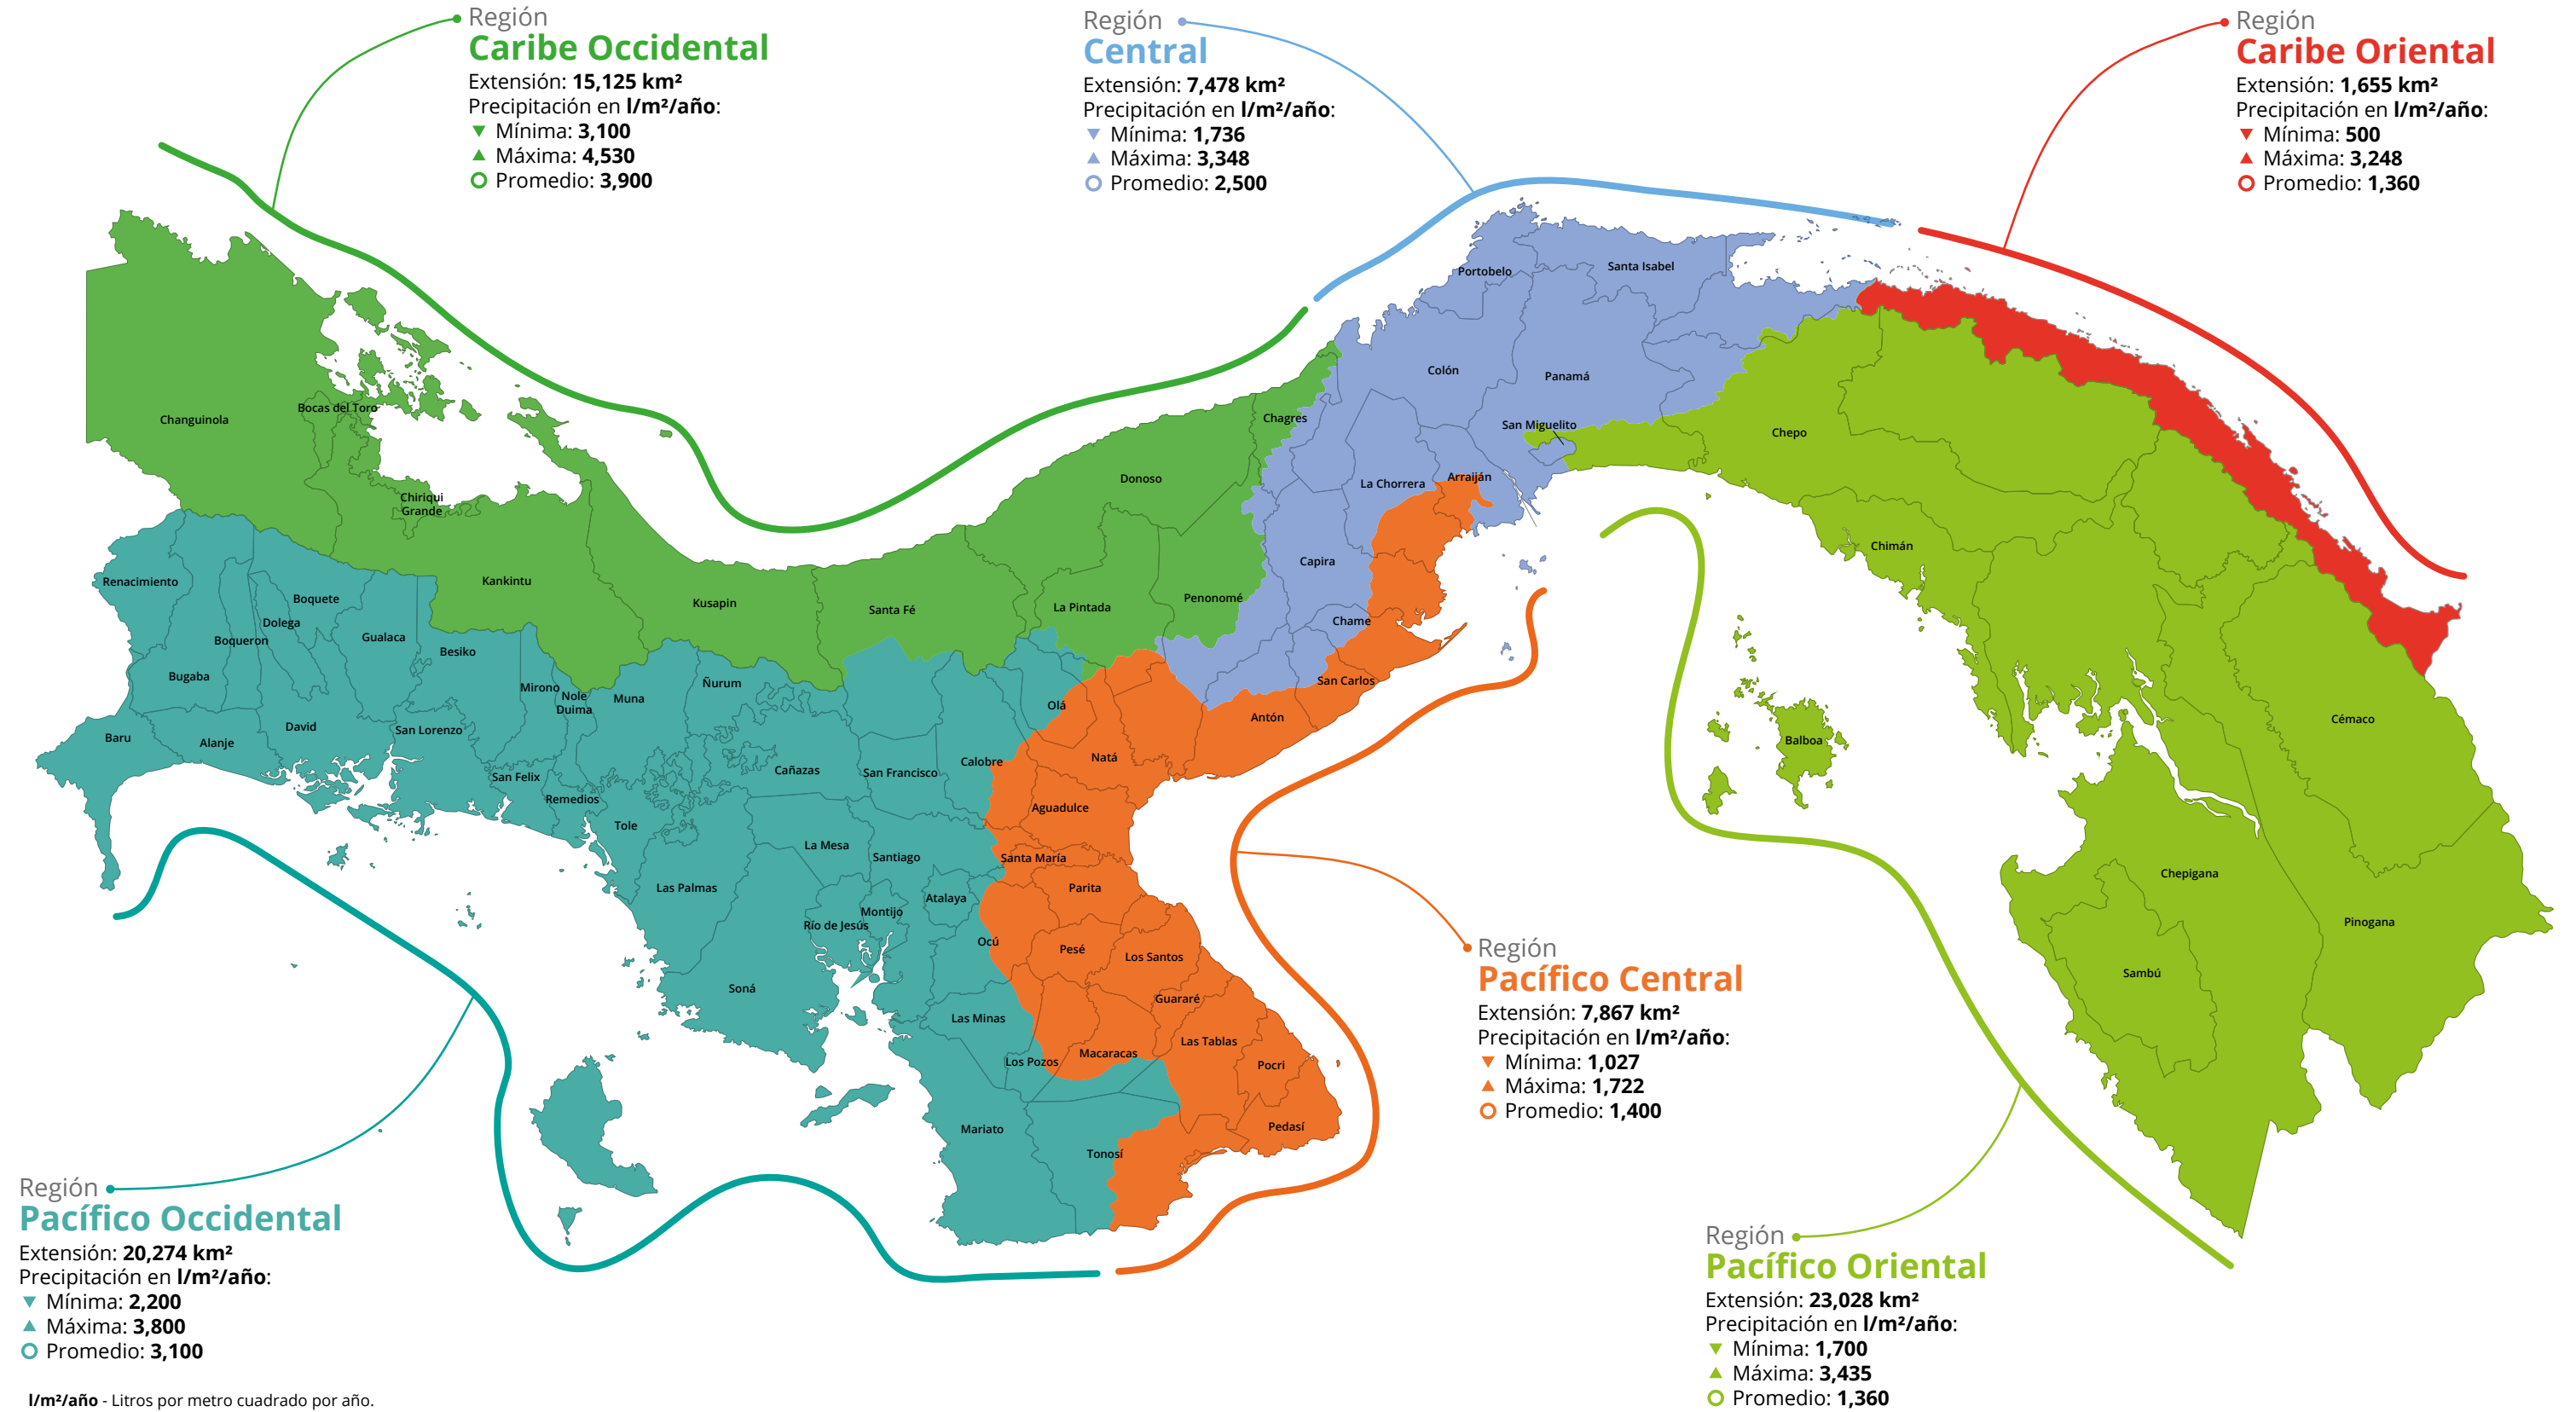 Región
Caribe Occidental
Extensión: 15,125 km²
Precipitación en l/m²/año:
Mínima: 3,100
Máxima: 4,530
Promedio: 3,900
Región
Central
Extensión: 7,478 km²
Precipitación en l/m²/año:
Mínima: 1,736
Máxima: 3,348
Promedio: 2,500
Región
Caribe Oriental
Extensión: 1,655 km²
Precipitación en l/m²/año:
Mínima: 500
Máxima: 3,248
Promedio: 1,360
Changuinola
Bocas del Toro
Chiriqui
Grande
Kankintu
Kusapin
Santa Fé
Donoso
Chagres
La Pintada
Penonomé
Portobelo
Santa Isabel
Colón
Panamá
San Miguelito
La Chorrera
Arraiján
Capira
Chame
San Carlos
Antón
Chepo
Chimán
Balboa
Cémaco
Chepigana
Pinogana
Sambú
Renacimiento
Boquete
Dolega
Boqueron
Gualaca
Bugaba
Besiko
Mirono
Nole
Duima
Muna
Ñurum
Baru
Alanje
David
San Lorenzo
San Felix
Remedios
Tole
Cañazas
San Francisco
Calobre
Olá
Natá
Aguadulce
La Mesa
Santiago
Santa María
Las Palmas
Atalaya
Montijo
Río de Jesús
Parita
Ocú
Pesé
Los Santos
Soná
Guararé
Las Minas
Los Pozos
Macaracas
Las Tablas
Pocri
Mariato
Pedasí
Tonosí
Región
Pacífico Central
Extensión: 7,867 km²
Precipitación en l/m²/año:
Mínima: 1,027
Máxima: 1,722
Promedio: 1,400
Región
Pacífico Occidental
Extensión: 20,274 km²
Precipitación en l/m²/año:
Mínima: 2,200
Máxima: 3,800
Promedio: 3,100
Región
Pacífico Oriental
Extensión: 23,028 km²
Precipitación en l/m²/año:
Mínima: 1,700
Máxima: 3,435
Promedio: 1,360
l/m²/año - Litros por metro cuadrado por año.